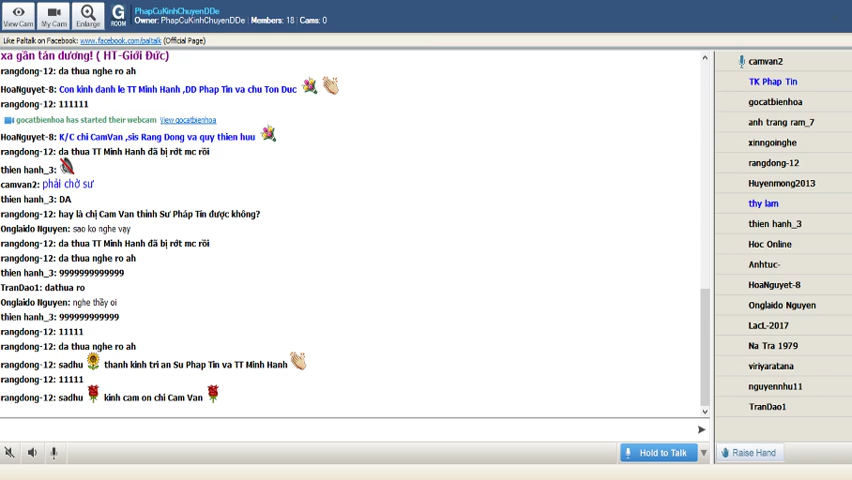 View Cam
My Cam
Enlarge
G
ROOM
PhapCuKinhChuyenDDe
Owner: PhapCuKinhChuyenDDe | Members: 18 | Cams: 0
Like Paltalk on Facebook: www.facebook.com/paltalk (Official Page)
xa gần tán dương! ( HT-Giới Đức)
rangdong-12: da thua nghe ro ah
HoaNguyet-8: Con kinh danh le TT Minh Hanh ,DD Phap Tin va chu Ton Duc
rangdong-12: 111111
gocatbienhoa has started their webcam View gocatbienhoa
HoaNguyet-8: K/C chi CamVan ,sis Rang Dong va quy thien huu
rangdong-12: da thua TT Minh Hanh đã bị rớt mc rồi
thien hanh_3:
camvan2: phải chờ sư
thien hanh_3: DA
rangdong-12: hay là chị Cam Van thỉnh Sư Pháp Tín được không?
Onglaido Nguyen: sao ko nghe vạy
rangdong-12: da thua TT Minh Hanh đã bị rớt mc rồi
rangdong-12: da thua nghe ro ah
thien hanh_3: 9999999999999
TranDao1: dathua ro
Onglaido Nguyen: nghe thầy oi
thien hanh_3: 999999999999
rangdong-12: 11111
rangdong-12: da thua nghe ro ah
rangdong-12: sadhu thanh kinh tri an Su Phap Tin va TT Minh Hanh
rangdong-12: 11111
rangdong-12: sadhu kinh cam on chi Cam Van
Hold to Talk
camvan2
TK Phap Tin
gocatbienhoa
anh trang ram_7
xinngoinghe
rangdong-12
Huyenmong2013
thy lam
thien hanh_3
Hoc Online
Anhtuc-
HoaNguyet-8
Onglaido Nguyen
LacL-2017
Na Tra 1979
viriyaratana
nguyennhu11
TranDao1
Raise Hand